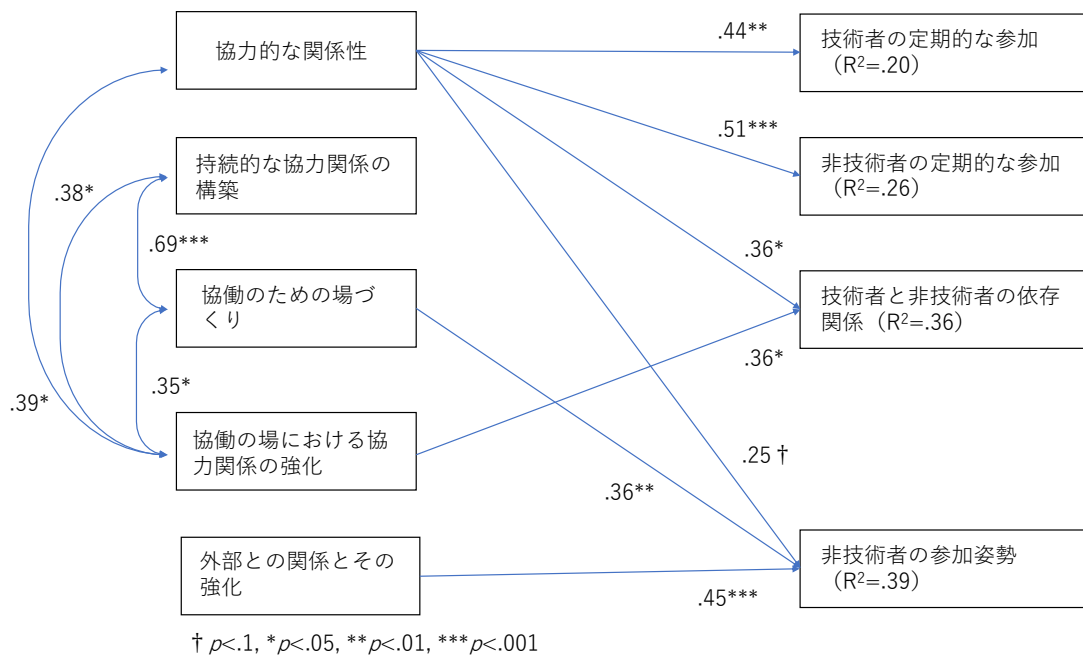 協力的な関係性
.44**
技術者の定期的な参加
（R²=.20）
.51***
持続的な協力関係の
構築
非技術者の定期的な参加
（R²=.26）
.38*
.69***
.36*
協働のための場づ
くり
技術者と非技術者の依存
関係（R²=.36）
.36*
.35*
.39*
協働の場における協
力関係の強化
.25 †
.36**
外部との関係とその
強化
非技術者の参加姿勢
（R²=.39）
.45***
† p<.1, *p<.05, **p<.01, ***p<.001